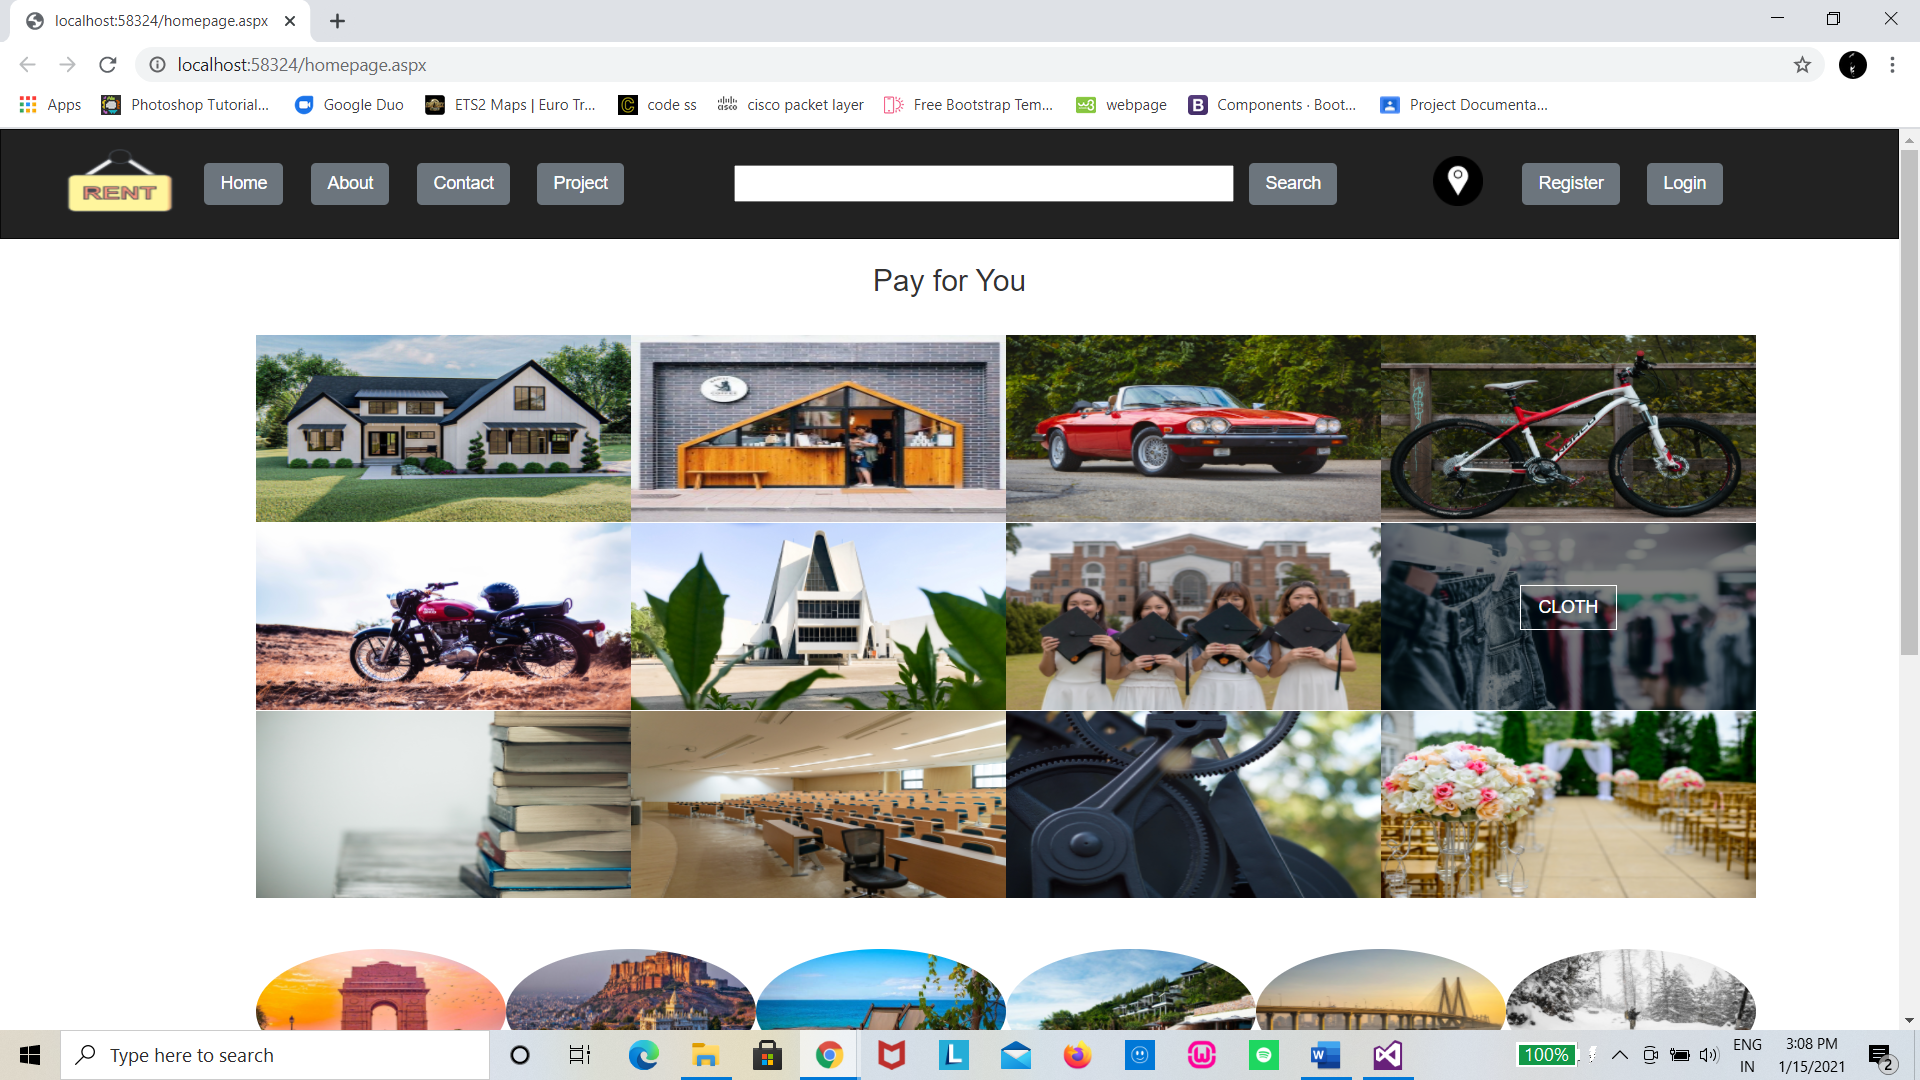 localhost:58324/homepage.aspx
localhost:58324/homepage.aspx
Apps
Photoshop Tutorial...
Google Duo
ETS2 Maps | Euro Tr...
code ss
cisco packet layer
Free Bootstrap Tem...
webpage
Components · Boot...
Project Documenta...
RENT
Home
About
Contact
Project
Search
Register
Login
Pay for You
CLOTH
Type here to search
100%
ENG
IN
3:08 PM
1/15/2021
2